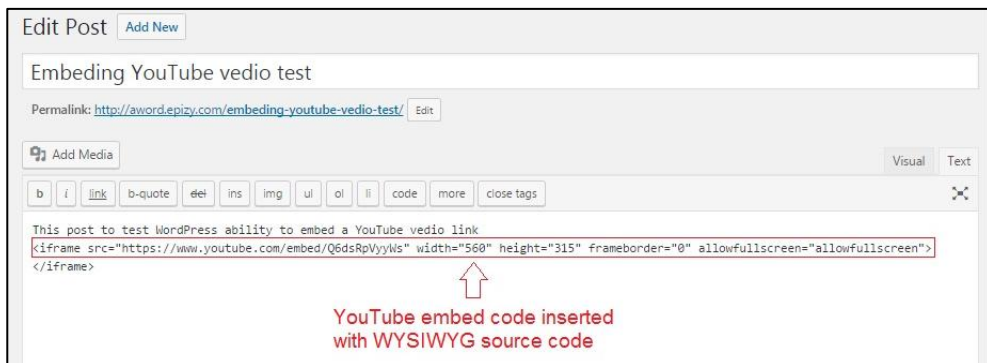 Edit Post Add New
Embeding YouTube vedio test
Permalink: http://aword.epizy.com/embeding-youtube-vedio-test/ Edit
Add Media
Visual Text
b i link b-quote del ins img ul ol li code more close tags
This post to test WordPress ability to embed a YouTube vedio link
<iframe src="https://www.youtube.com/embed/Q6dsRpVyyWs" width="560" height="315" frameborder="0" allowfullscreen="allowfullscreen">
</iframe>
YouTube embed code inserted
with WYSIWYG source code